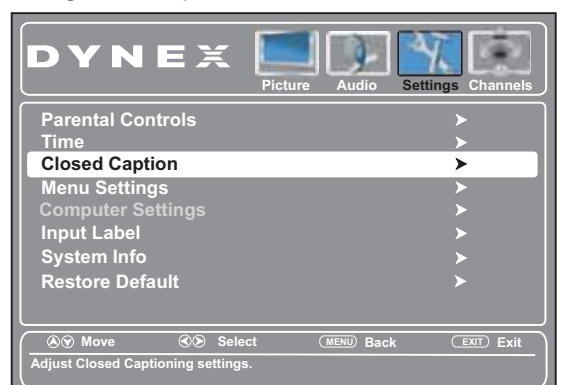 DYNEX
Picture Audio Settings Channels
Parental Controls
Time
Closed Caption
Menu Settings
Computer Settings
Input Label
System Info
Restore Default
Move Select MENU Back EXIT Exit
Adjust Closed Captioning settings.